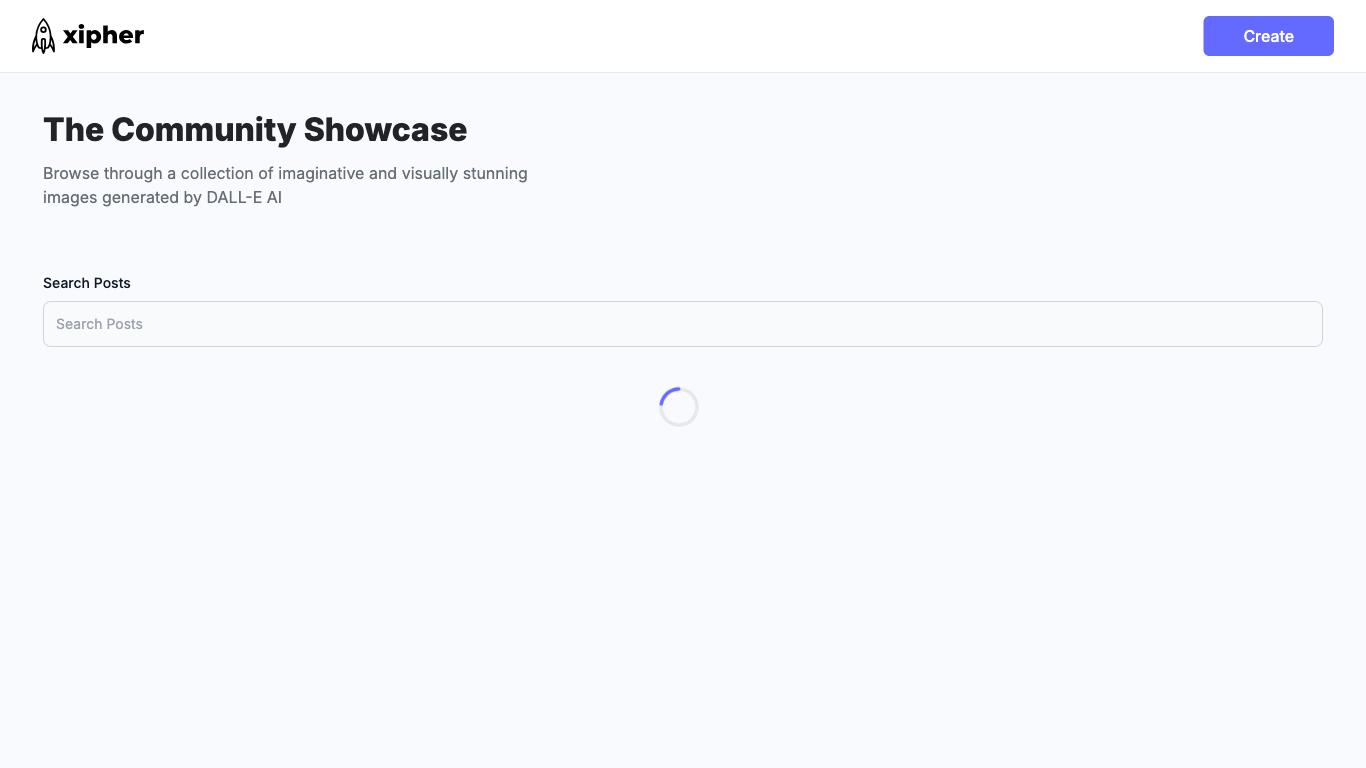 xipher
Create
The Community Showcase
Browse through a collection of imaginative and visually stunning
images generated by DALL-E AI
Search Posts
Search Posts